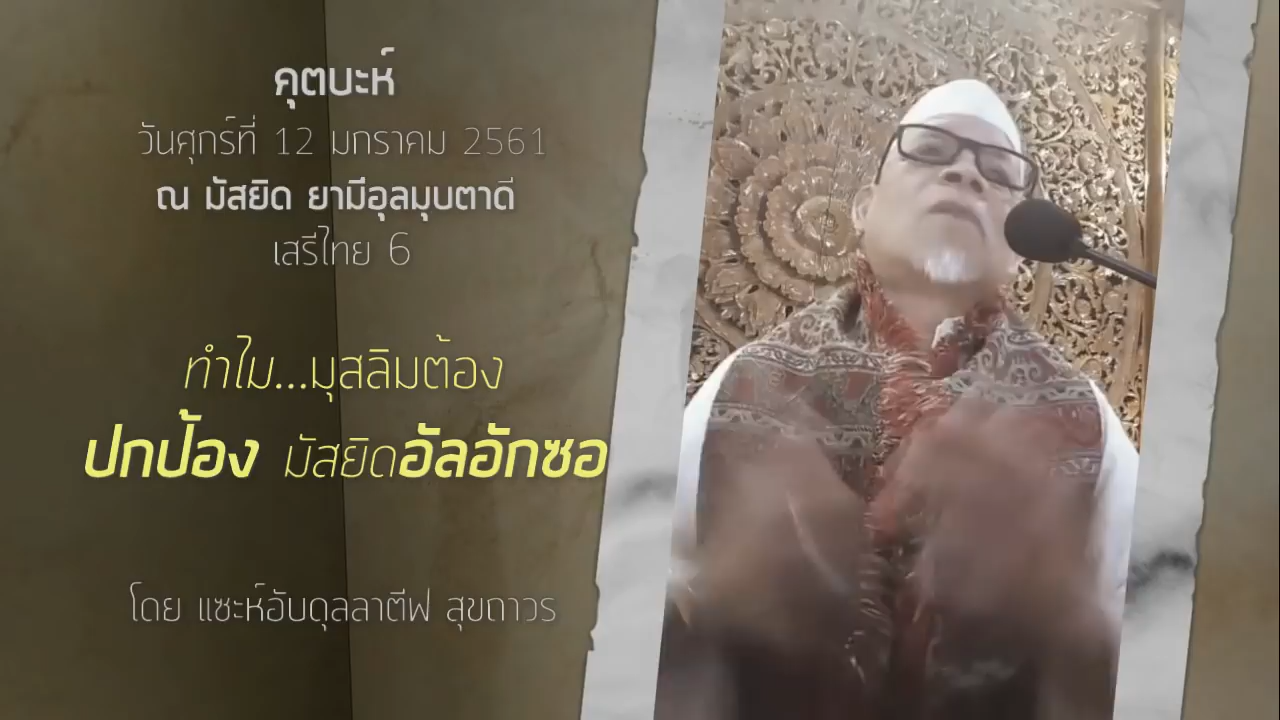 คุตบะห์
วันศุกร์ที่ 12 มกราคม 2561
ณ มัสยิด ยามีอุลมุบตาดี
เสรีไทย 6
ทำไม...มุสลิมต้อง
ปกป้อง มัสยิดอัลอักซอ
โดย แซะห์อับดุลลาตีฟ สุขถาวร